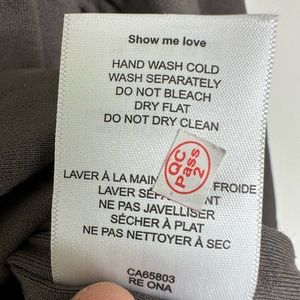 Show me love
HAND WASH COLD
WASH SEPARATELY
DO NOT BLEACH
DRY FLAT
DO NOT DRY CLEAN
QC
Pass
2
LAVER À LA MAIN FROIDE
LAVER
NE PAS JAVELLISER
SÉCHER À PLAT
NE PAS NETTOYER À SEC
CA65803
RE ONA